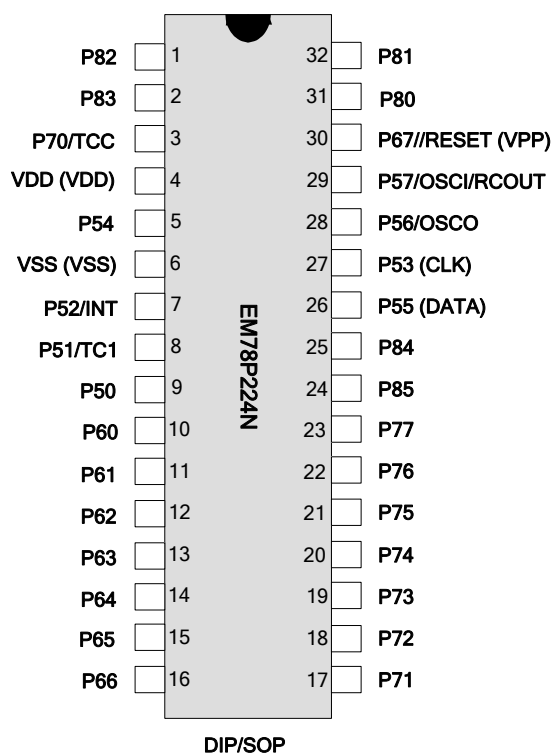 P82 1 32 P81
P83 2 31 P80
P70/TCC 3 30 P67//RESET (VPP)
VDD (VDD) 4 29 P57/OSCI/RCOUT
P54 5 28 P56/OSCO
VSS (VSS) 6 27 P53 (CLK)
P52/INT 7 26 P55 (DATA)
P51/TC1 8 25 P84
P50 9 24 P85
P60 10 23 P77
P61 11 22 P76
P62 12 21 P75
P63 13 20 P74
P64 14 19 P73
P65 15 18 P72
P66 16 17 P71
EM78P224N
DIP/SOP